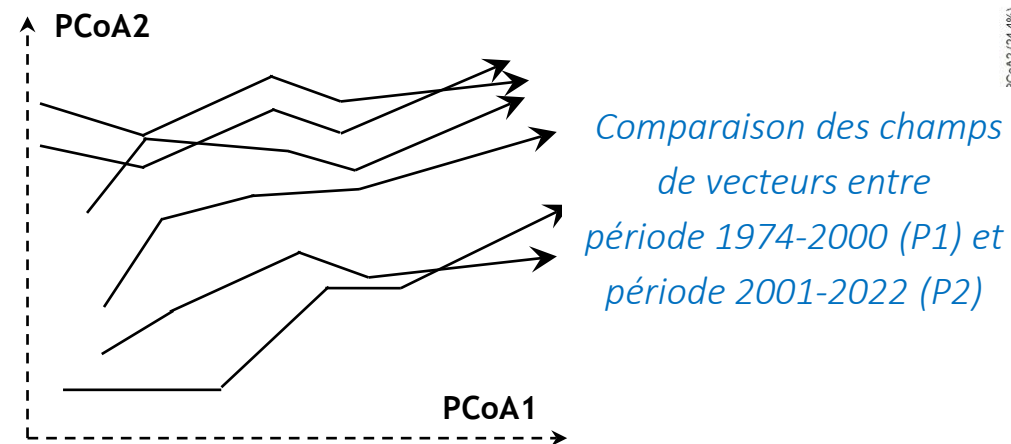 PCoA2
Comparaison des champs
de vecteurs entre
période 1974-2000 (P1) et
période 2001-2022 (P2)
PCoA1